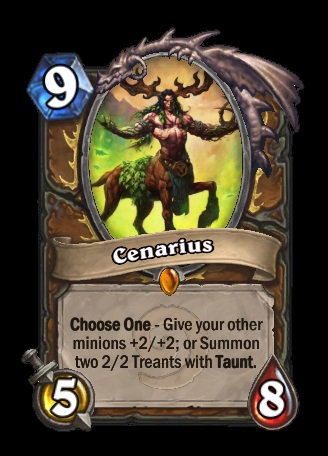 9
Cenarius
Choose One - Give your other
minions +2/+2; or Summon
two 2/2 Treants with Taunt.
5
8